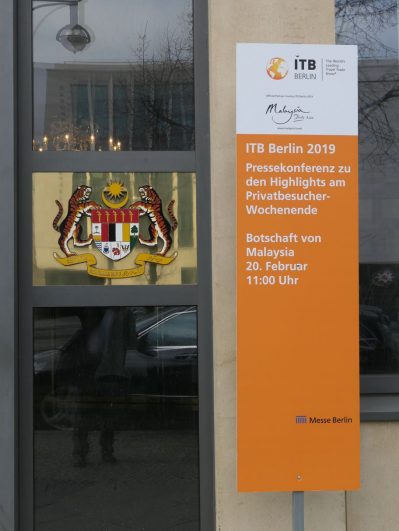 iTB
BERLIN
The World's
Leading
Travel Trade
Show®
Malaysia
Truly Asia
ITB Berlin 2019
Pressekonferenz zu
den Highlights am
Privatbesucher-
Wochenende
Botschaft von
Malaysia
20. Februar
11:00 Uhr
Messe Berlin